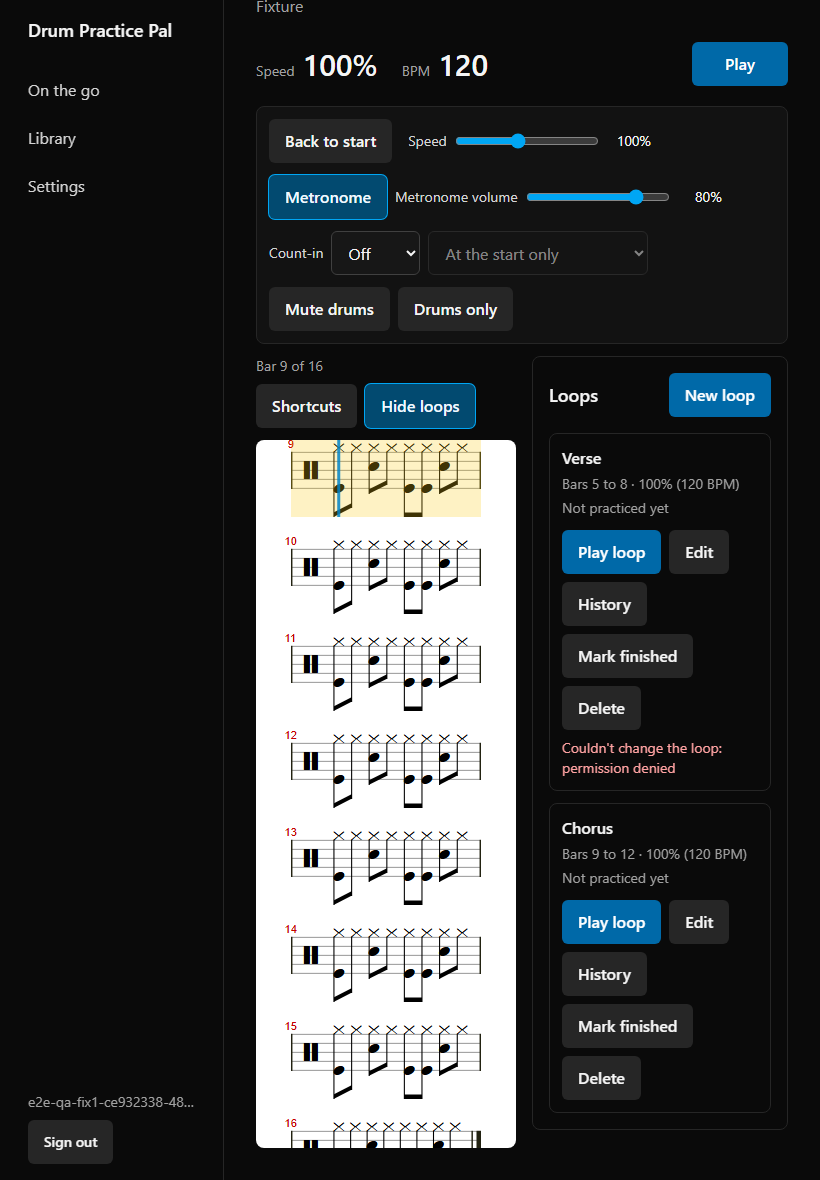 Drum Practice Pal
On the go
Library
Settings
e2e-qa-fix1-ce932338-48...
Sign out
Fixture
Speed 100% BPM 120
Play
Back to start Speed 100%
Metronome Metronome volume 80%
Count-in Off At the start only
Mute drums Drums only
Bar 9 of 16
Shortcuts Hide loops
9
10
11
12
13
14
15
16
Loops New loop
Verse
Bars 5 to 8 · 100% (120 BPM)
Not practiced yet
Play loop Edit
History
Mark finished
Delete
Couldn't change the loop:
permission denied
Chorus
Bars 9 to 12 · 100% (120 BPM)
Not practiced yet
Play loop Edit
History
Mark finished
Delete